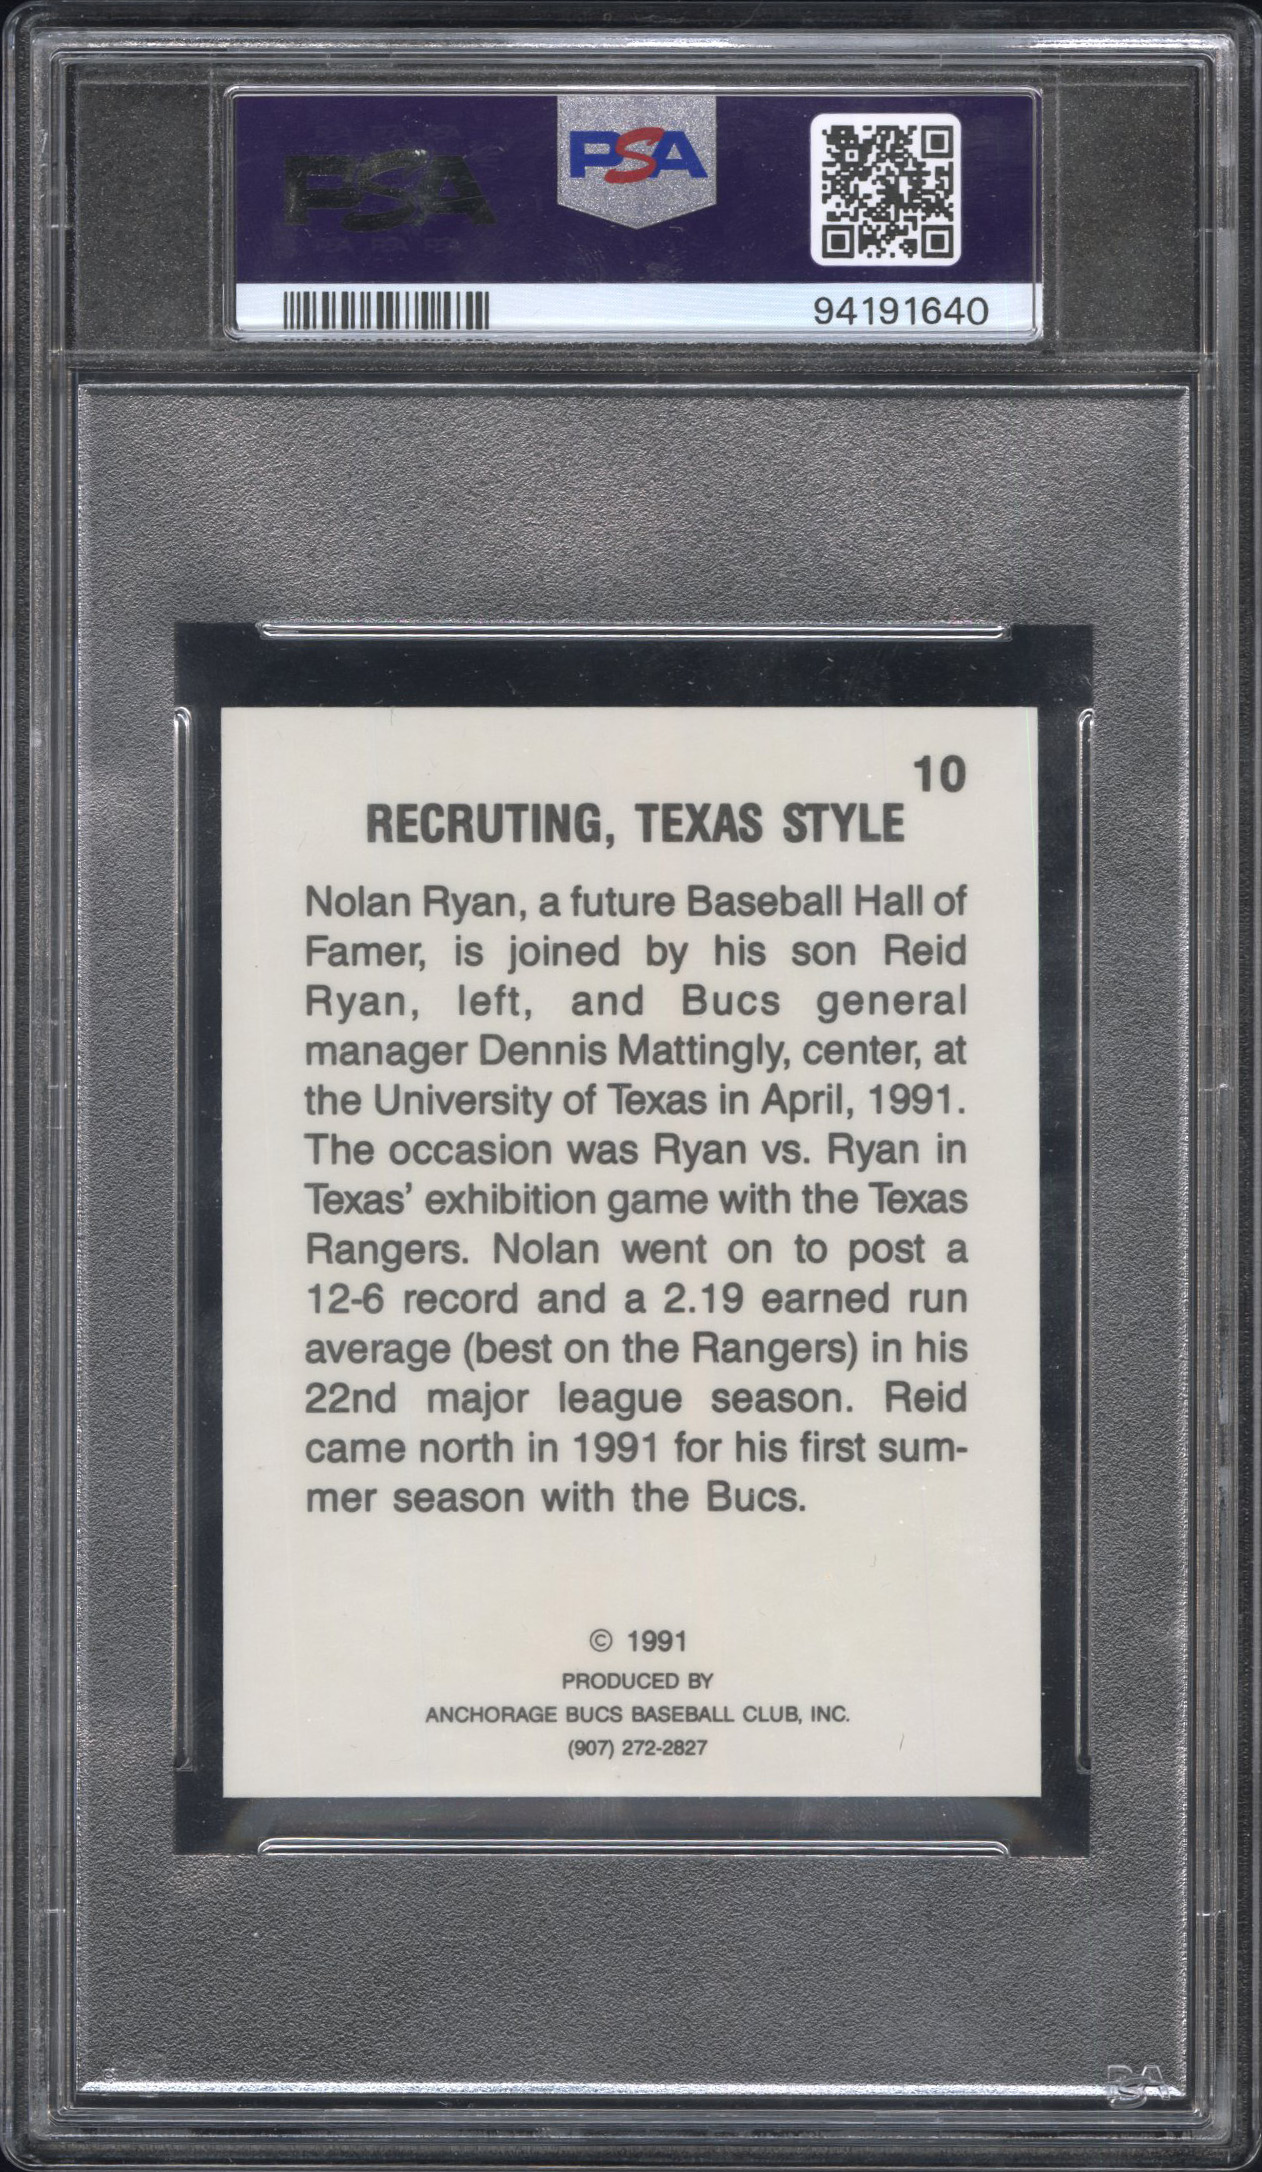 PSA
PSA
94191640
10
RECRUTING, TEXAS STYLE
Nolan Ryan, a future Baseball Hall of
Famer, is joined by his son Reid
Ryan, left, and Bucs general
manager Dennis Mattingly, center, at
the University of Texas in April, 1991.
The occasion was Ryan vs. Ryan in
Texas' exhibition game with the Texas
Rangers. Nolan went on to post a
12-6 record and a 2.19 earned run
average (best on the Rangers) in his
22nd major league season. Reid
came north in 1991 for his first sum-
mer season with the Bucs.
© 1991
PRODUCED BY
ANCHORAGE BUCS BASEBALL CLUB, INC.
(907) 272-2827
PSA